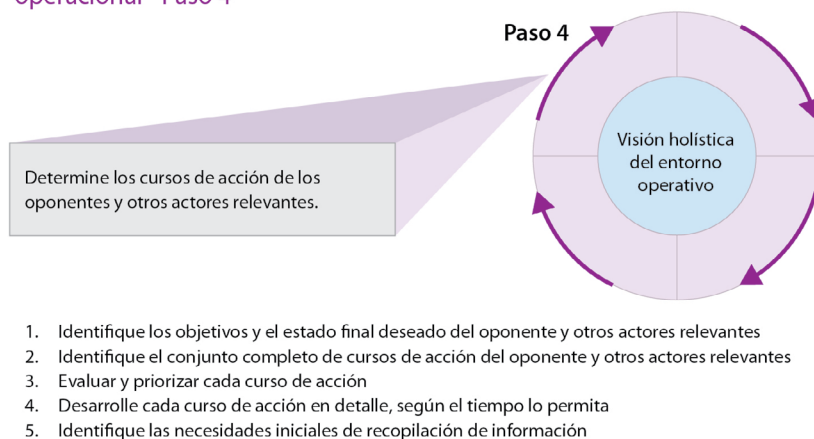 operacional - Paso 4
Paso 4
Visión holística
del entorno
operativo
Determine los cursos de acción de los
oponentes y otros actores relevantes.
1. Identifique los objetivos y el estado final deseado del oponente y otros actores relevantes
2. Identifique el conjunto completo de cursos de acción del oponente y otros actores relevantes
3. Evaluar y priorizar cada curso de acción
4. Desarrolle cada curso de acción en detalle, según el tiempo lo permita
5. Identifique las necesidades iniciales de recopilación de información